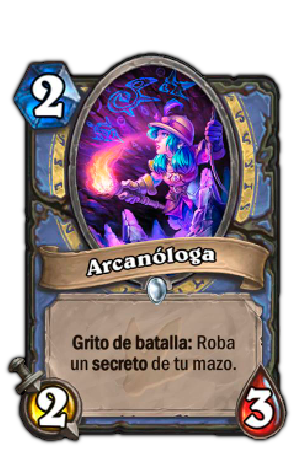 2
Arcanóloga
Grito de batalla: Roba
un secreto de tu mazo.
2
3